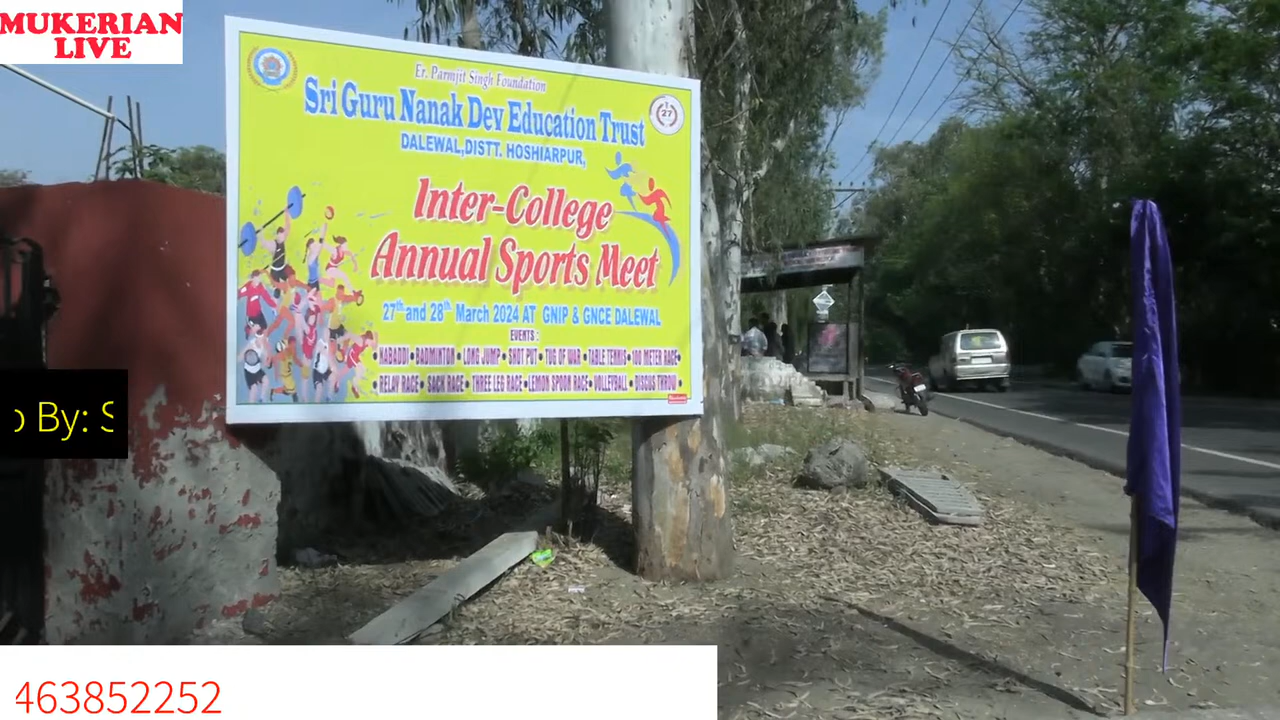 MUKERIAN
LIVE
Er. Parmjit Singh Foundation
Sri Guru Nanak Dev Education Trust
27
DALEWAL,DISTT. HOSHIARPUR,
Inter-College
Annual Sports Meet
27th and 28th March 2024 AT GNIP & GNCE DALEWAL
EVENTS :
• KABADDI • BADMINTON • LONG JUMP • SHOT PUT • TUG OF WAR • TABLE TENNIS • 100 METER RACE
• RELAY RACE • SACK RACE • THREE LEG RACE • LEMON SPOON RACE • VOLLEYBALL • DISCUS THROW •
By: S
463852252